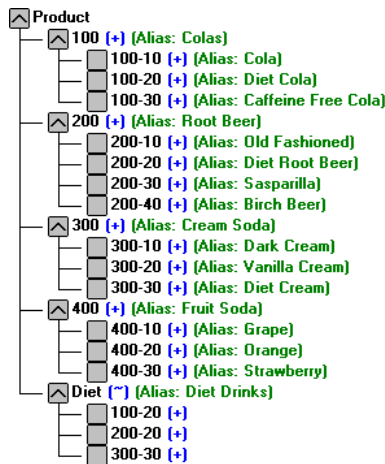 Product
100 (+) (Alias: Colas)
100-10 (+) (Alias: Cola)
100-20 (+) (Alias: Diet Cola)
100-30 (+) (Alias: Caffeine Free Cola)
200 (+) (Alias: Root Beer)
200-10 (+) (Alias: Old Fashioned)
200-20 (+) (Alias: Diet Root Beer)
200-30 (+) (Alias: Sasparilla)
200-40 (+) (Alias: Birch Beer)
300 (+) (Alias: Cream Soda)
300-10 (+) (Alias: Dark Cream)
300-20 (+) (Alias: Vanilla Cream)
300-30 (+) (Alias: Diet Cream)
400 (+) (Alias: Fruit Soda)
400-10 (+) (Alias: Grape)
400-20 (+) (Alias: Orange)
400-30 (+) (Alias: Strawberry)
Diet (~) (Alias: Diet Drinks)
100-20 (+)
200-20 (+)
300-30 (+)